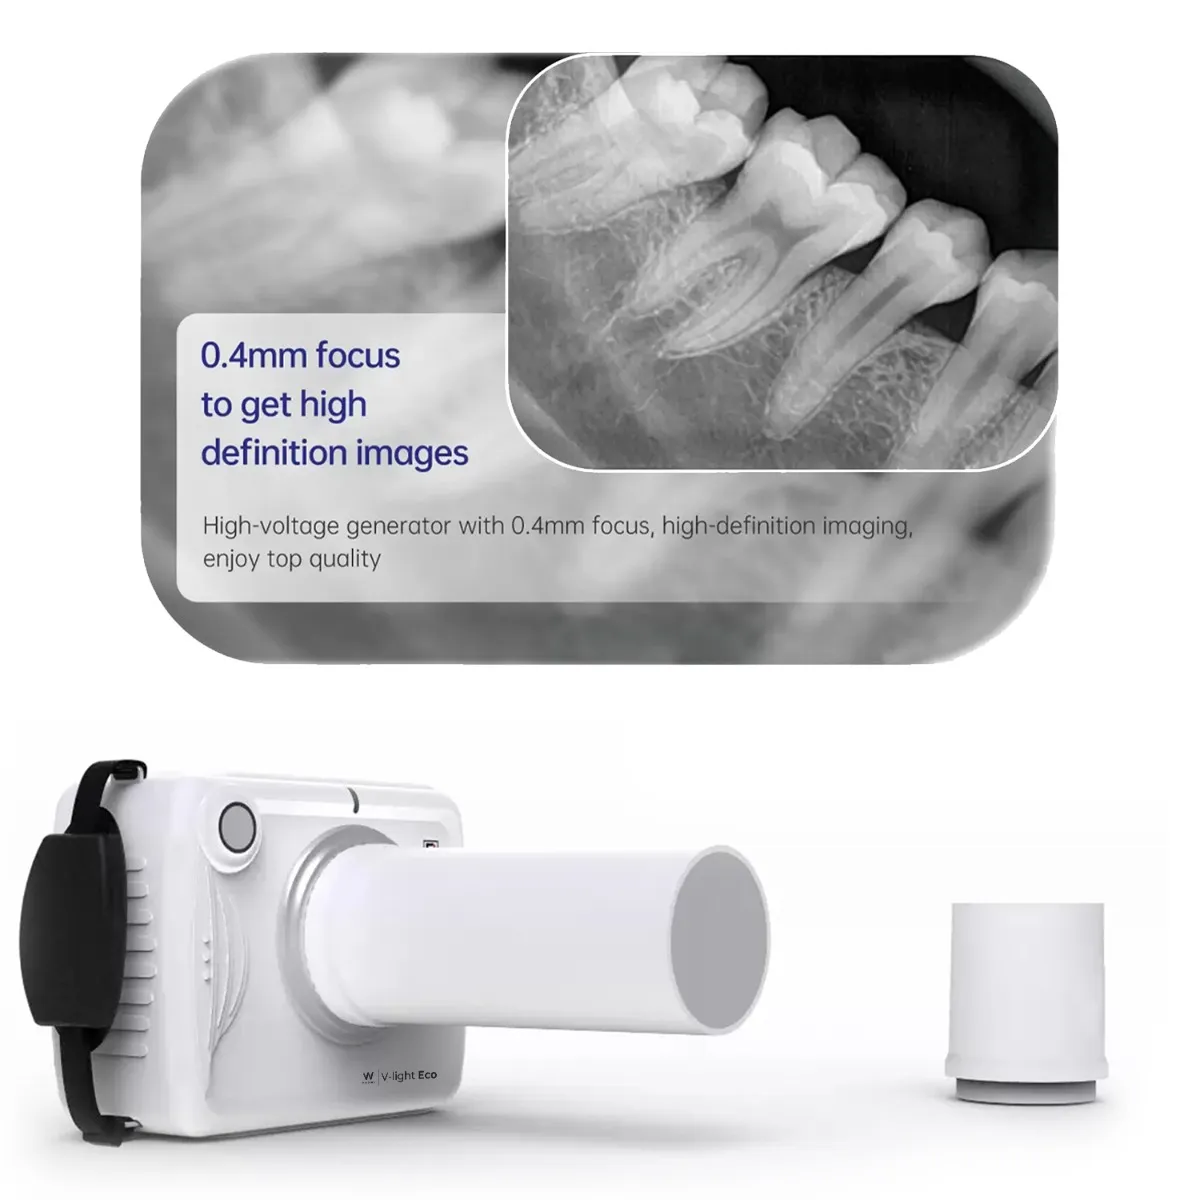 0.4mm focus
to get high
definition images
High-voltage generator with 0.4mm focus, high-definition imaging,
enjoy top quality
W V-light Eco